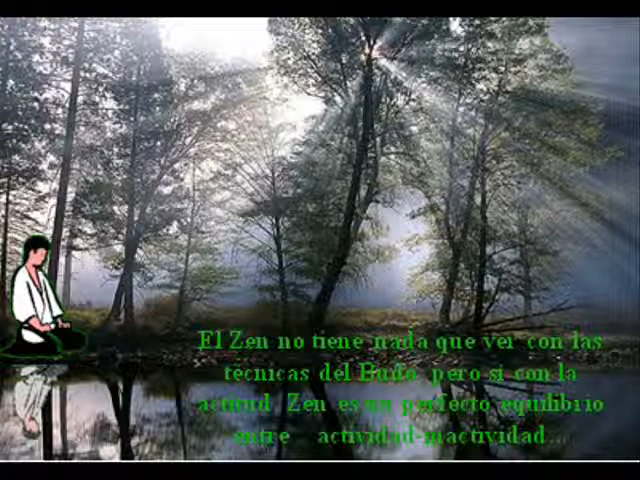 El Zen no tiene nada que ver con las
técnicas del Budo pero si con la
actitud Zen es un perfecto equilibrio
entre actividad-inactividad...